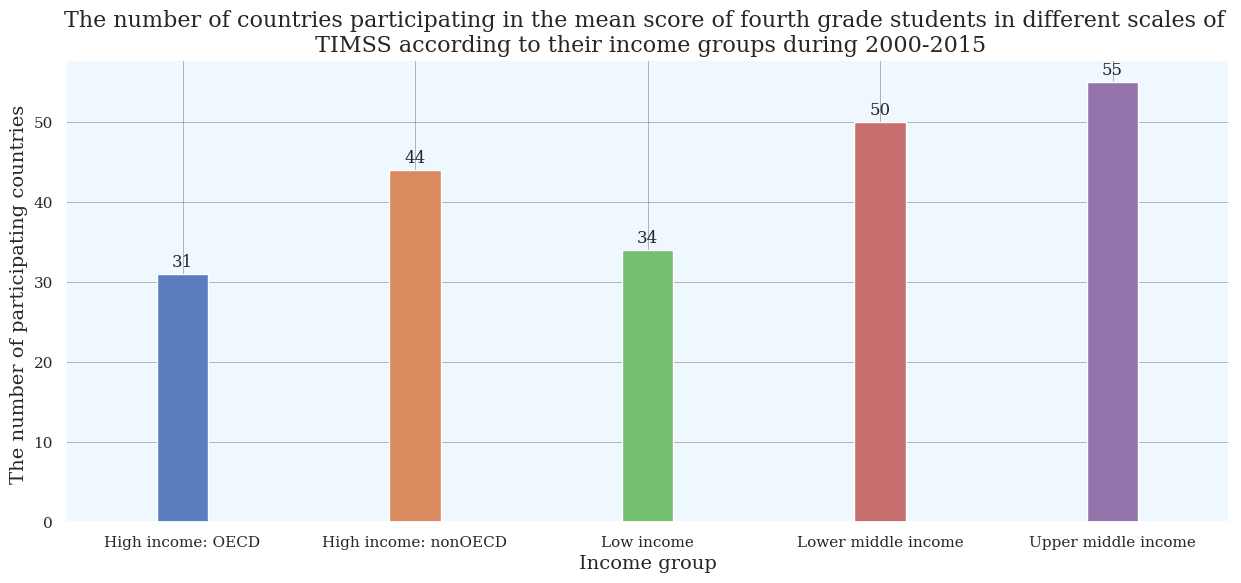 The number of countries participating in the mean score of fourth grade students in different scales of
TIMSS according to their income groups during 2000-2015
The number of participating countries
50
40
30
20
10
0
31
44
34
50
55
High income: OECD
High income: nonOECD
Low income
Lower middle income
Upper middle income
Income group